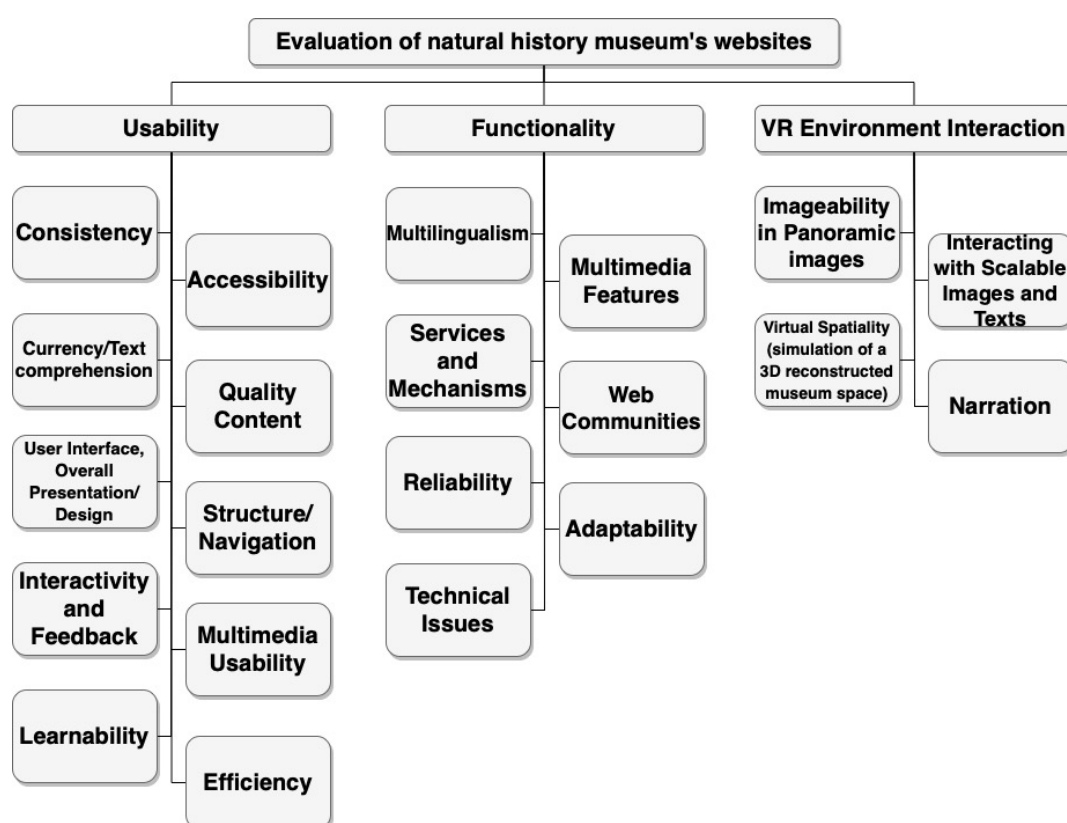 Evaluation of natural history museum's websites
Usability
Functionality
VR Environment Interaction
Consistency
Accessibility
Currency/Text
comprehension
Quality
Content
User Interface,
Overall
Presentation/
Design
Structure/
Navigation
Interactivity
and
Feedback
Multimedia
Usability
Learnability
Efficiency
Multilingualism
Multimedia
Features
Services
and
Mechanisms
Web
Communities
Reliability
Adaptability
Technical
Issues
Imageability
in Panoramic
images
Interacting
with Scalable
Images and
Texts
Virtual Spatiality
(simulation of a
3D reconstructed
museum space)
Narration